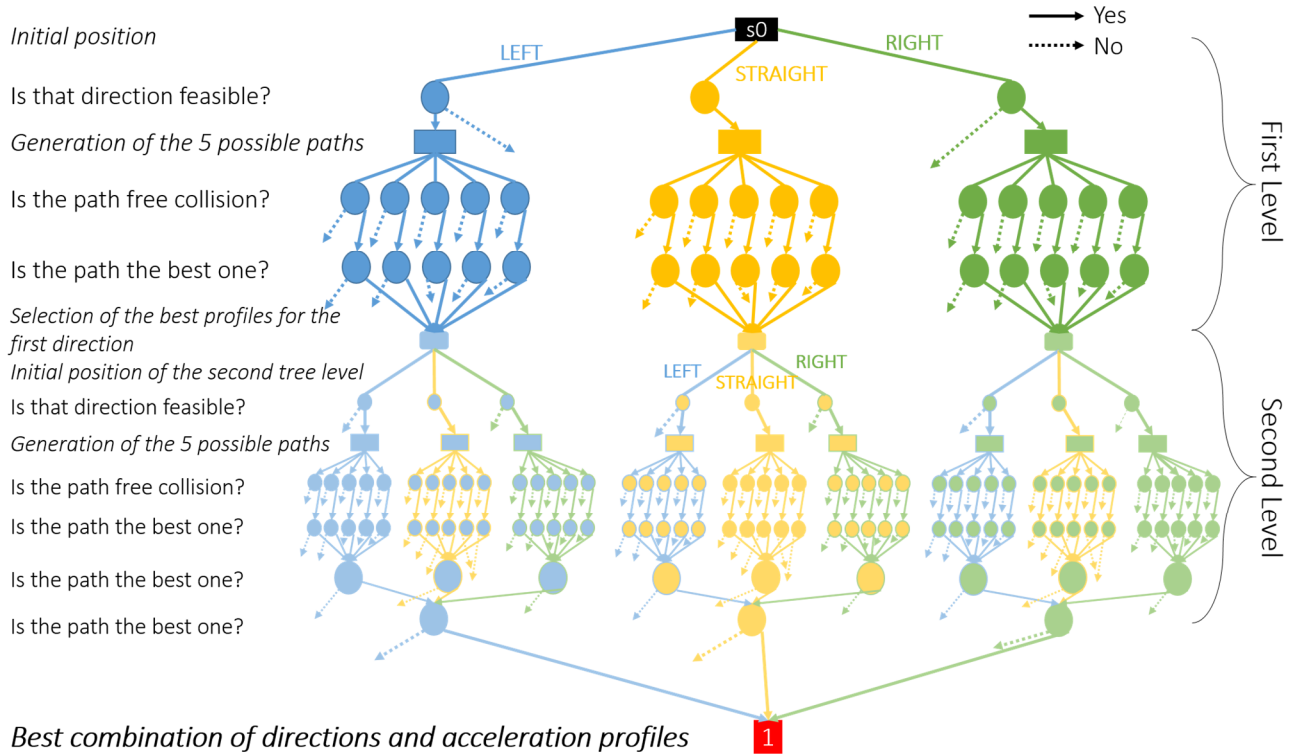 s0
Yes
No
Initial position
LEFT
STRAIGHT
RIGHT
Is that direction feasible?
Generation of the 5 possible paths
Is the path free collision?
Is the path the best one?
First Level
Selection of the best profiles for the
first direction
Initial position of the second tree level
LEFT
STRAIGHT
RIGHT
Is that direction feasible?
Generation of the 5 possible paths
Is the path free collision?
Is the path the best one?
Is the path the best one?
Is the path the best one?
Second Level
Best combination of directions and acceleration profiles
1